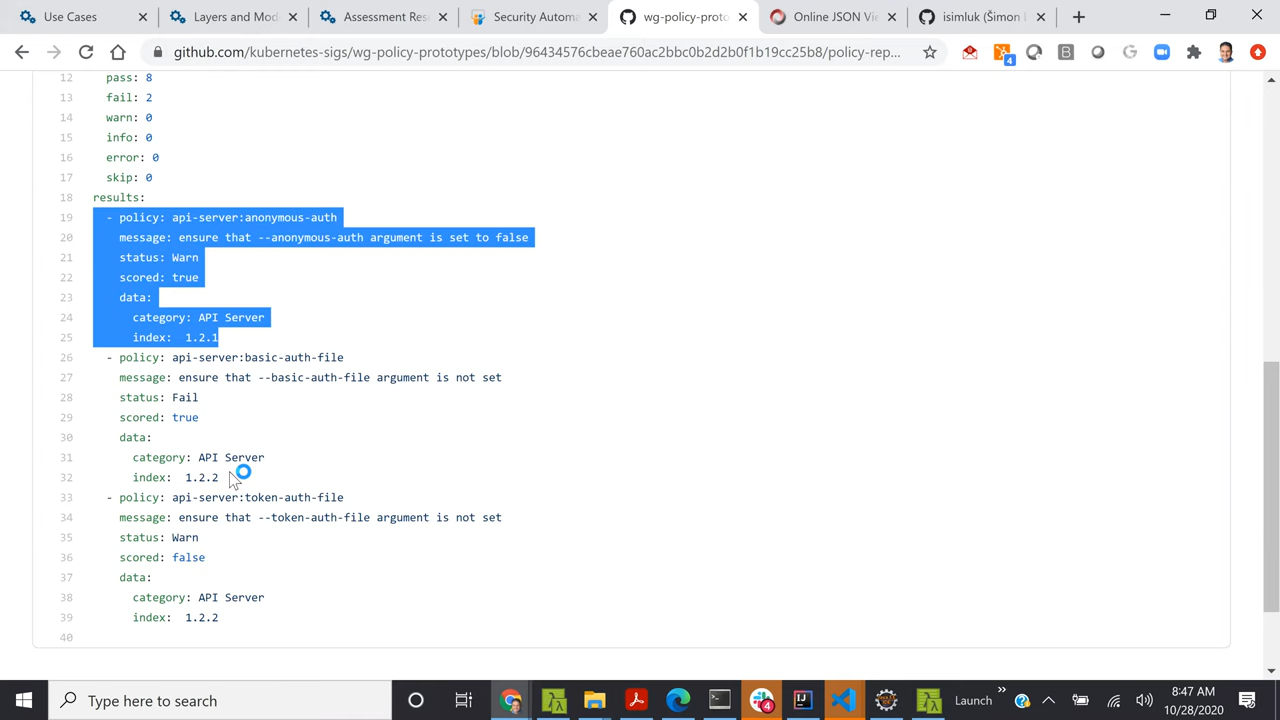 Use Cases
Layers and Mod
Assessment Res
Security Automa
wg-policy-proto
Online JSON Vie
isimluk (Šimon
github.com/kubernetes-sigs/wg-policy-prototypes/blob/96434576cbeae760ac2bbc0b2d2b0f1b19cc25b8/policy-rep...
4
12 pass: 8
13 fail: 2
14 warn: 0
15 info: 0
16 error: 0
17 skip: 0
18 results:
19 - policy: api-server:anonymous-auth
20 message: ensure that --anonymous-auth argument is set to false
21 status: Warn
22 scored: true
23 data:
24 category: API Server
25 index: 1.2.1
26 - policy: api-server:basic-auth-file
27 message: ensure that --basic-auth-file argument is not set
28 status: Fail
29 scored: true
30 data:
31 category: API Server
32 index: 1.2.2
33 - policy: api-server:token-auth-file
34 message: ensure that --token-auth-file argument is not set
35 status: Warn
36 scored: false
37 data:
38 category: API Server
39 index: 1.2.2
40
Type here to search
4
Launch
8:47 AM
10/28/2020